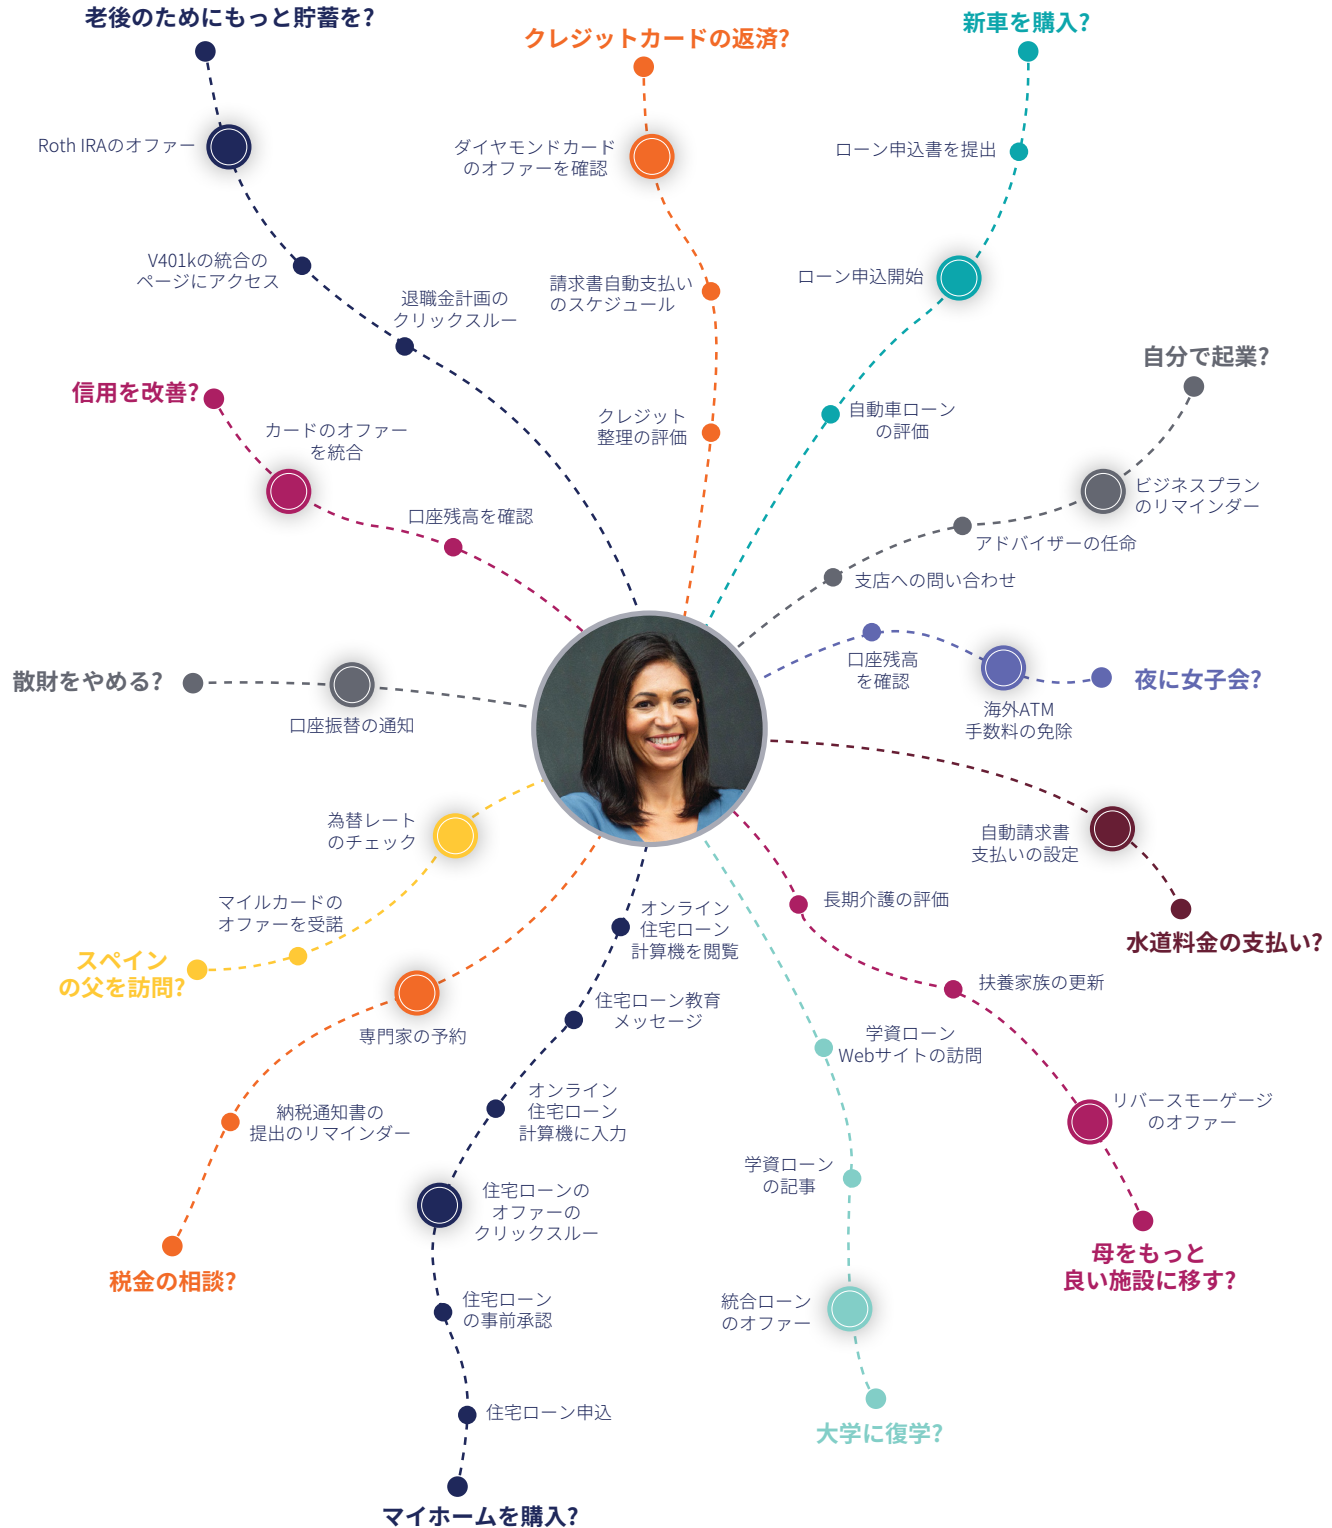 老後のためにもっと貯蓄を?
クレジットカードの返済?
新車を購入?
Roth IRAのオファー
ダイヤモンドカード
のオファーを確認
ローン申込書を提出
V401kの統合の
ページにアクセス
退職金計画の
クリックスルー
請求書自動支払い
のスケジュール
ローン申込開始
自分で起業?
信用を改善?
カードのオファー
を統合
クレジット
整理の評価
自動車ローン
の評価
ビジネスプラン
のリマインダー
口座残高を確認
アドバイザーの任命
支店への問い合わせ
散財をやめる?
口座振替の通知
口座残高
を確認
夜に女子会?
海外ATM
手数料の免除
為替レート
のチェック
自動請求書
支払いの設定
マイルカードの
オファーを受諾
オンライン
住宅ローン
計算機を閲覧
長期介護の評価
水道料金の支払い?
スペイン
の父を訪問?
専門家の予約
住宅ローン教育
メッセージ
扶養家族の更新
学資ローン
Webサイトの訪問
納税通知書の
提出のリマインダー
オンライン
住宅ローン
計算機に入力
リバースモーゲージ
のオファー
学資ローン
の記事
住宅ローンの
オファーの
クリックスルー
税金の相談?
母をもっと
良い施設に移す?
住宅ローン
の事前承認
統合ローン
のオファー
住宅ローン申込
大学に復学?
マイホームを購入?